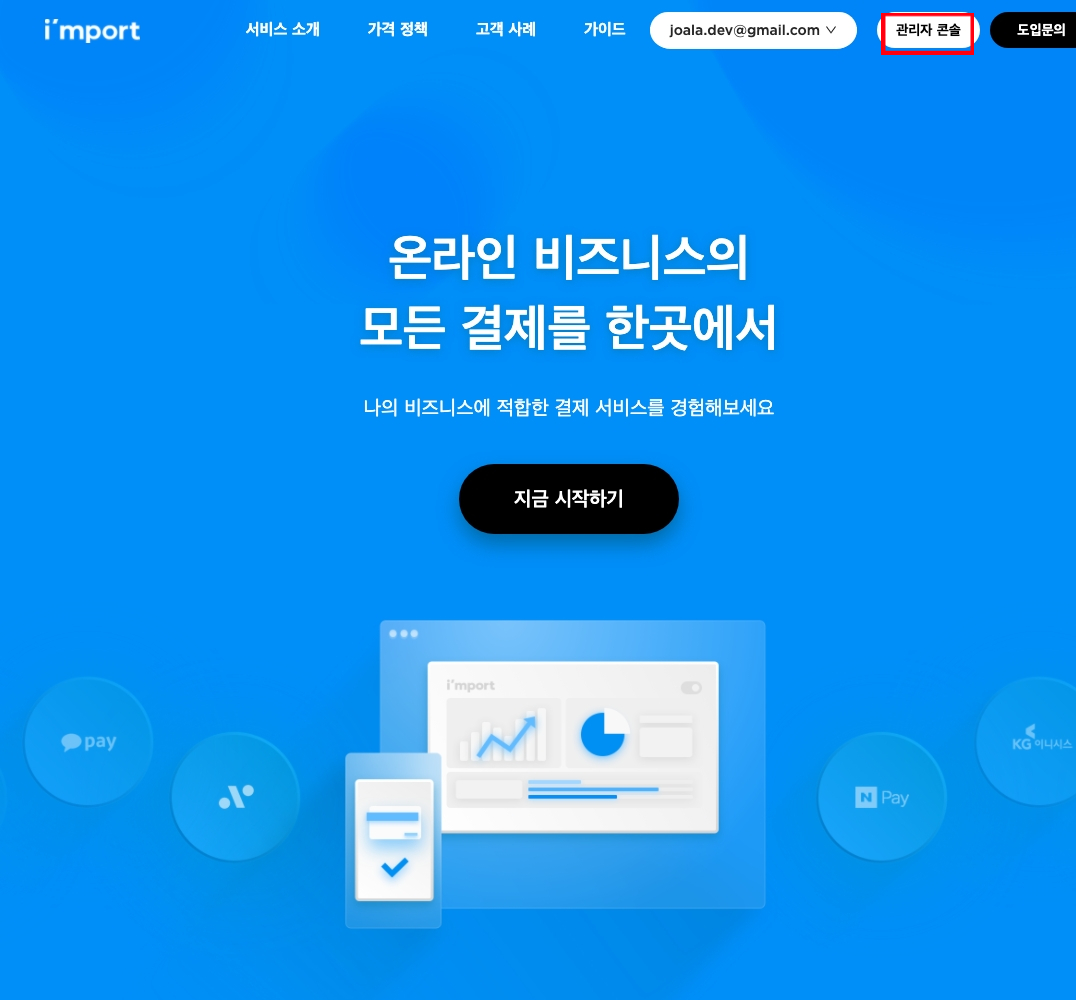 i'mport
서비스 소개
가격 정책
고객 사례
가이드
joala.dev@gmail.com
관리자 콘솔
도입문의
온라인 비즈니스의
모든 결제를 한곳에서
나의 비즈니스에 적합한 결제 서비스를 경험해보세요
지금 시작하기
i'mport
pay
N Pay
KG 이니시스